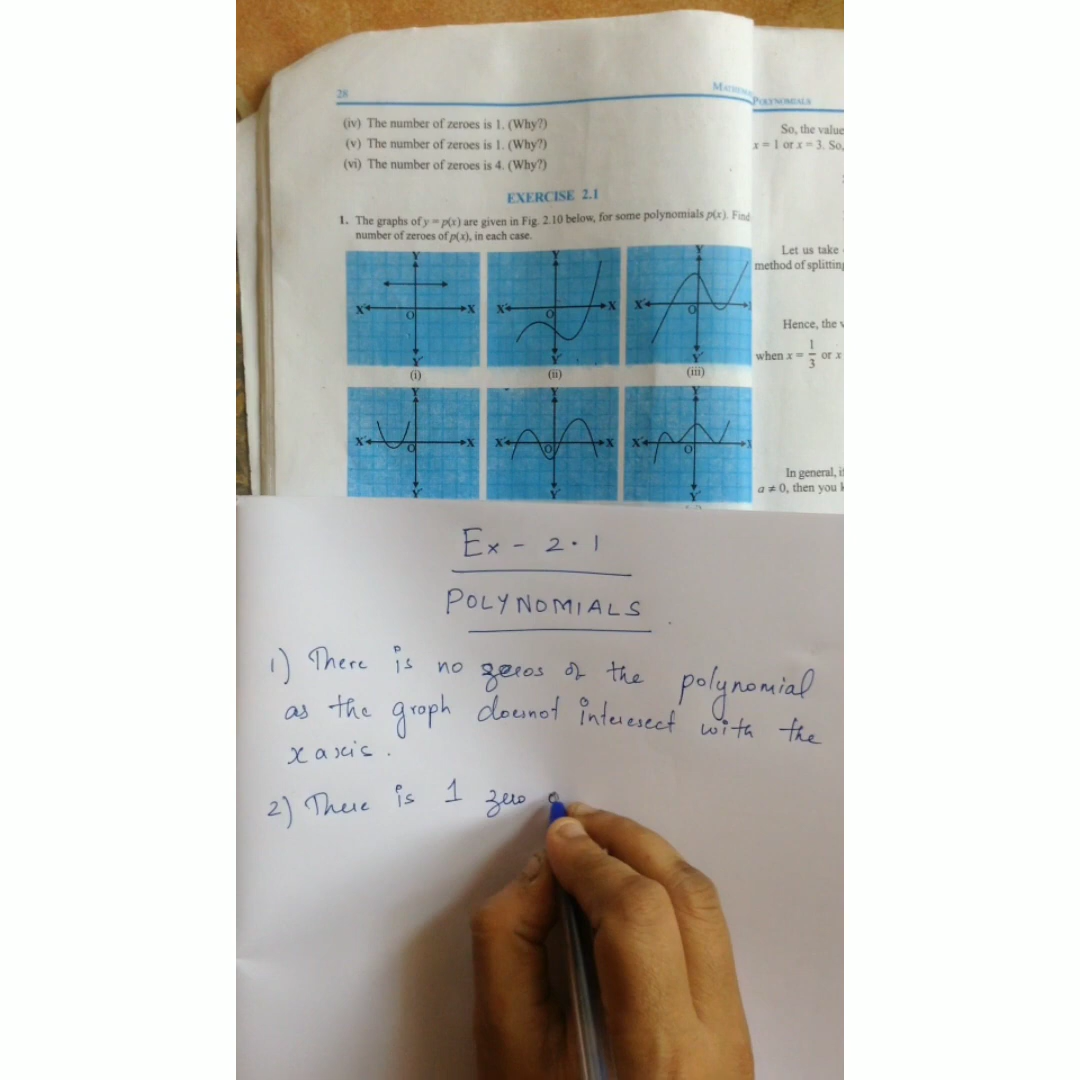 28
POLYNOMIALS
(iv) The number of zeroes is 1. (Why?)
(v) The number of zeroes is 1. (Why?)
(vi) The number of zeroes is 4. (Why?)
EXERCISE 2.1
1. The graphs of y = p(x) are given in Fig. 2.10 below, for some polynomials p(x). Find
number of zeroes of p(x), in each case.
Y Y Y
X' O X X' O X X' O
Y' Y' Y'
(i) (ii) (iii)
Y Y Y
X' O X X' O X X' O X
Y' Y' Y'
So, the value
x = 1 or x = 3. So,
Let us take
method of splitting
Hence, the
when x = 1/3 or x
In general, if
a ≠ 0, then you k
Ex - 2.1
POLYNOMIALS
1) There is no zeros of the polynomial
as the graph doesnot interesect with the
x axis.
2) There is 1 zero